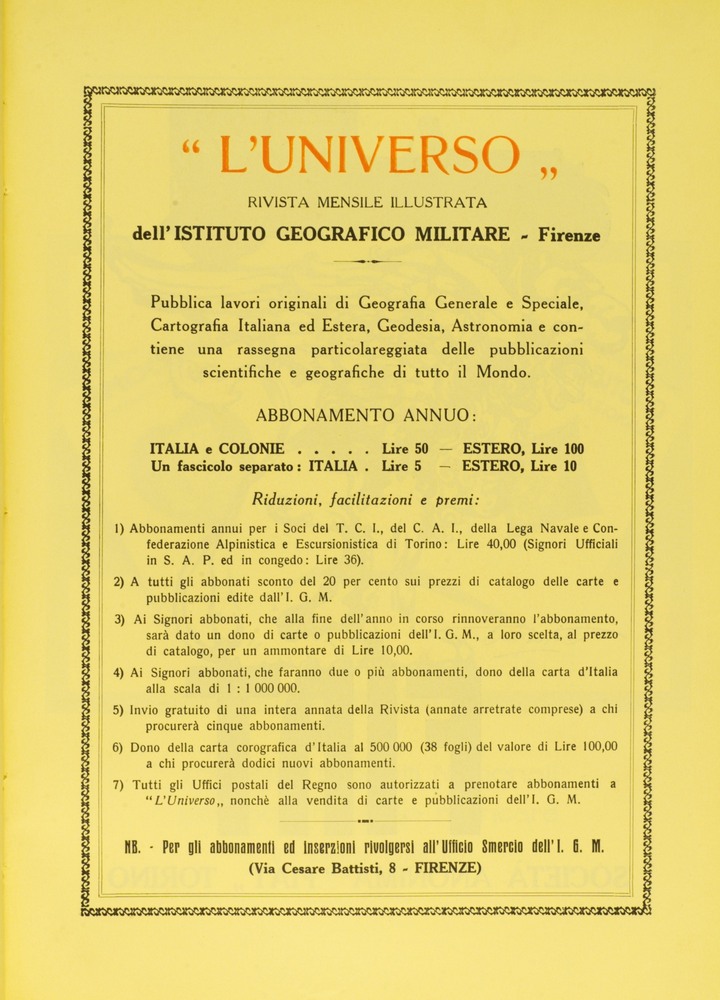 “ L'UNIVERSO „
RIVISTA MENSILE ILLUSTRATA
dell'ISTITUTO GEOGRAFICO MILITARE - Firenze
Pubblica lavori originali di Geografia Generale e Speciale,
Cartografia Italiana ed Estera, Geodesia, Astronomia e con-
tiene una rassegna particolareggiata delle pubblicazioni
scientifiche e geografiche di tutto il Mondo.
ABBONAMENTO ANNUO:
ITALIA e COLONIE . . . . . Lire 50 — ESTERO, Lire 100
Un fascicolo separato: ITALIA . Lire 5 — ESTERO, Lire 10
Riduzioni, facilitazioni e premi:
1) Abbonamenti annui per i Soci del T. C. I., del C. A. I., della Lega Navale e Con-
federazione Alpinistica e Escursionistica di Torino: Lire 40,00 (Signori Ufficiali
in S. A. P. ed in congedo: Lire 36).
2) A tutti gli abbonati sconto del 20 per cento sui prezzi di catalogo delle carte e
pubblicazioni edite dall'I. G. M.
3) Ai Signori abbonati, che alla fine dell'anno in corso rinnoveranno l'abbonamento,
sarà dato un dono di carte o pubblicazioni dell'I. G. M., a loro scelta, al prezzo
di catalogo, per un ammontare di Lire 10,00.
4) Ai Signori abbonati, che faranno due o più abbonamenti, dono della carta d'Italia
alla scala di 1 : 1 000 000.
5) Invio gratuito di una intera annata della Rivista (annate arretrate comprese) a chi
procurerà cinque abbonamenti.
6) Dono della carta corografica d'Italia al 500 000 (38 fogli) del valore di Lire 100,00
a chi procurerà dodici nuovi abbonamenti.
7) Tutti gli Uffici postali del Regno sono autorizzati a prenotare abbonamenti a
“L'Universo„ nonchè alla vendita di carte e pubblicazioni dell'I. G. M.
NB. - Per gli abbonamenti ed inserzioni rivolgersi all'Ufficio Smercio dell'I. G. M.
(Via Cesare Battisti, 8 - FIRENZE)